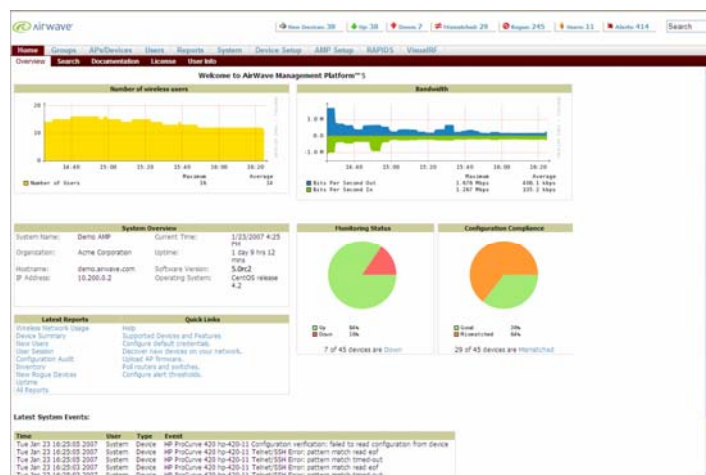 AirWave
New Devices: 38 Up: 38 Down: 7 Mismatched: 29 Rogue: 245 Users: 11 Alerts: 414 Search
Home Groups APs/Devices Users Reports System Device Setup AMP Setup RAPIDS VisualRF
Overview Search Documentation License User Info
Welcome to AirWave Management Platform™ 5
Number of wireless users
20
10
0
14:40 15:00 15:20 15:40 16:00 16:20
Maximum Average
Number of Users 16 14
Bandwidth
1.0 M
0.0
-1.0 M
14:40 15:00 15:20 15:40 16:00 16:20
Maximum Average
Bits Per Second Out 1.676 Mbps
Bits Per Second In 1.267 Mbps
System Overview
System Name: Demo AMP Current Time: 1/23/2007 4:25 PM
Organization: Acme Corporation Uptime: 1 day 9 hrs 12 mins
Hostname: demo.airwave.com Software Version: 5.0rc2
IP Address: 10.200.0.2 Operating System: CentOS release 4.2
Monitoring Status
Up 84%
Down 16%
7 of 45 devices are Down
Configuration Compliance
Good
Mismatched 64%
29 of 45 devices are Mismatched
Latest Reports
Wireless Network Usage
Device Summary
New Users
User Session
Configuration Audit
Inventory
New Rogue Devices
Uptime
All Reports
Quick Links
Help
Supported Devices and Features
Configure default credentials.
Discover new devices on your network.
Upload AP firmware.
Poll routers and switches.
Configure alert thresholds.
Latest System Events:
Time User Type Event
Tue Jan 23 16:25:05 2007 System Device HP ProCurve 420 hp-420-11 Configuration verification: failed to read configuration from device
Tue Jan 23 16:25:05 2007 System Device HP ProCurve 420 hp-420-11 Telnet/SSH Error: pattern match read eof
Tue Jan 23 16:25:03 2007 System Device HP ProCurve 420 hp-420-11 Telnet/SSH Error: pattern match timed-out
Tue Jan 23 16:25:03 2007 System Device HP ProCurve 420 hp-420-11 Telnet/SSH Error: pattern match read eof